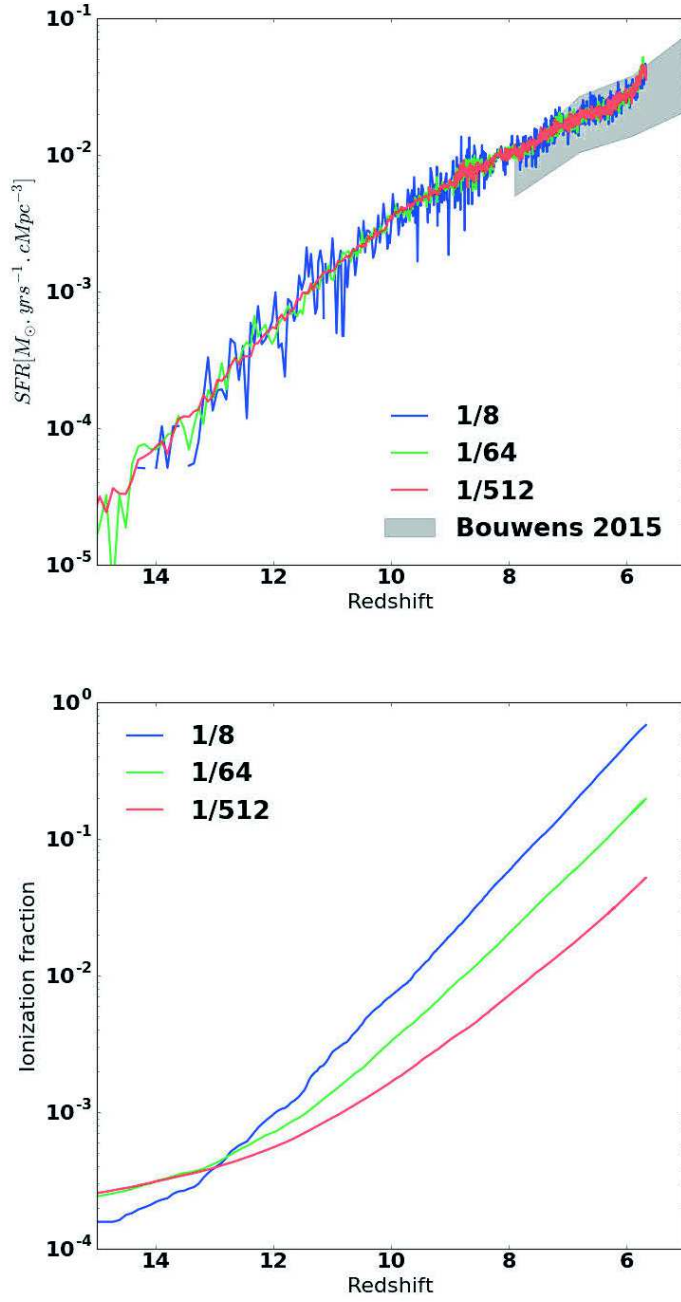 10^{-1}
10^{-2}
10^{-3}
10^{-4}
10^{-5}
SFR[M_⊙.yrs^{-1}.cMpc^{-3}]
1/8
1/64
1/512
Bouwens 2015
14 12 10 8 6
Redshift
10^{0}
10^{-1}
10^{-2}
10^{-3}
10^{-4}
Ionization fraction
1/8
1/64
1/512
14 12 10 8 6
Redshift